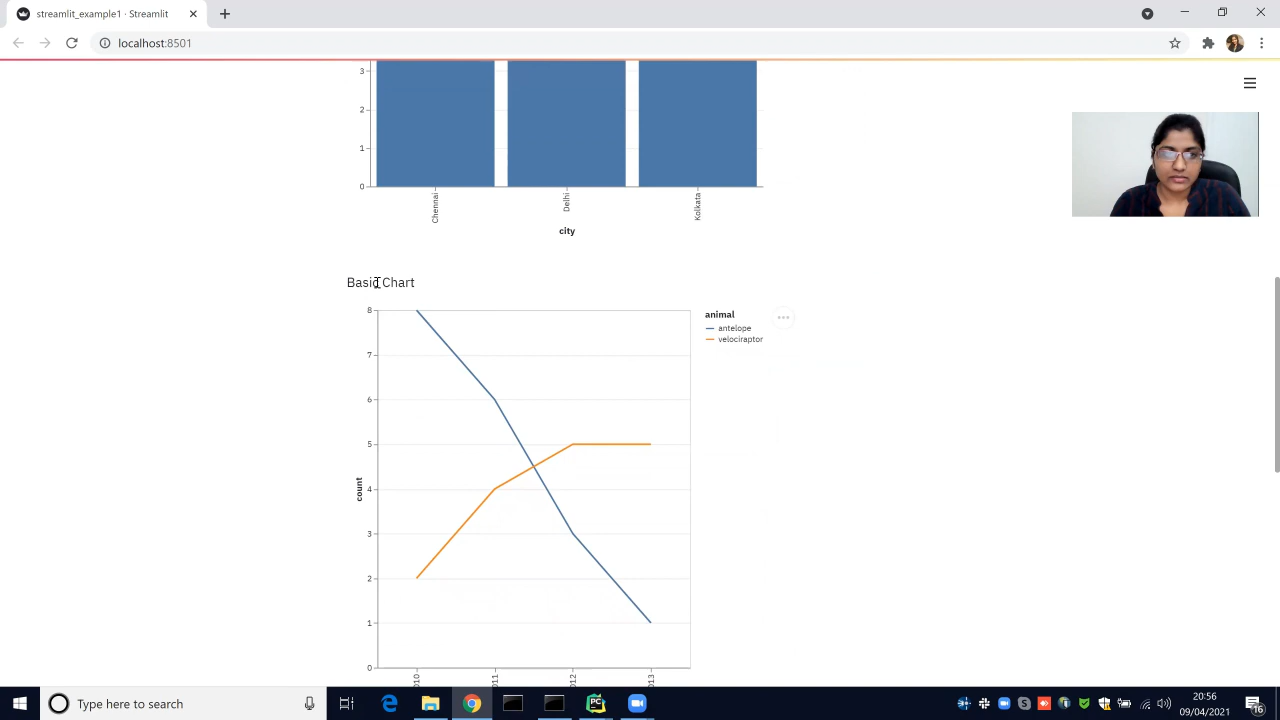 streamlit_example1 · Streamlit
localhost:8501
3
2
1
0
Chennai
Delhi
Kolkata
city
Basic Chart
8
7
6
5
4
3
2
1
0
count
animal
antelope
velociraptor
Type here to search
20:56
09/04/2021
16